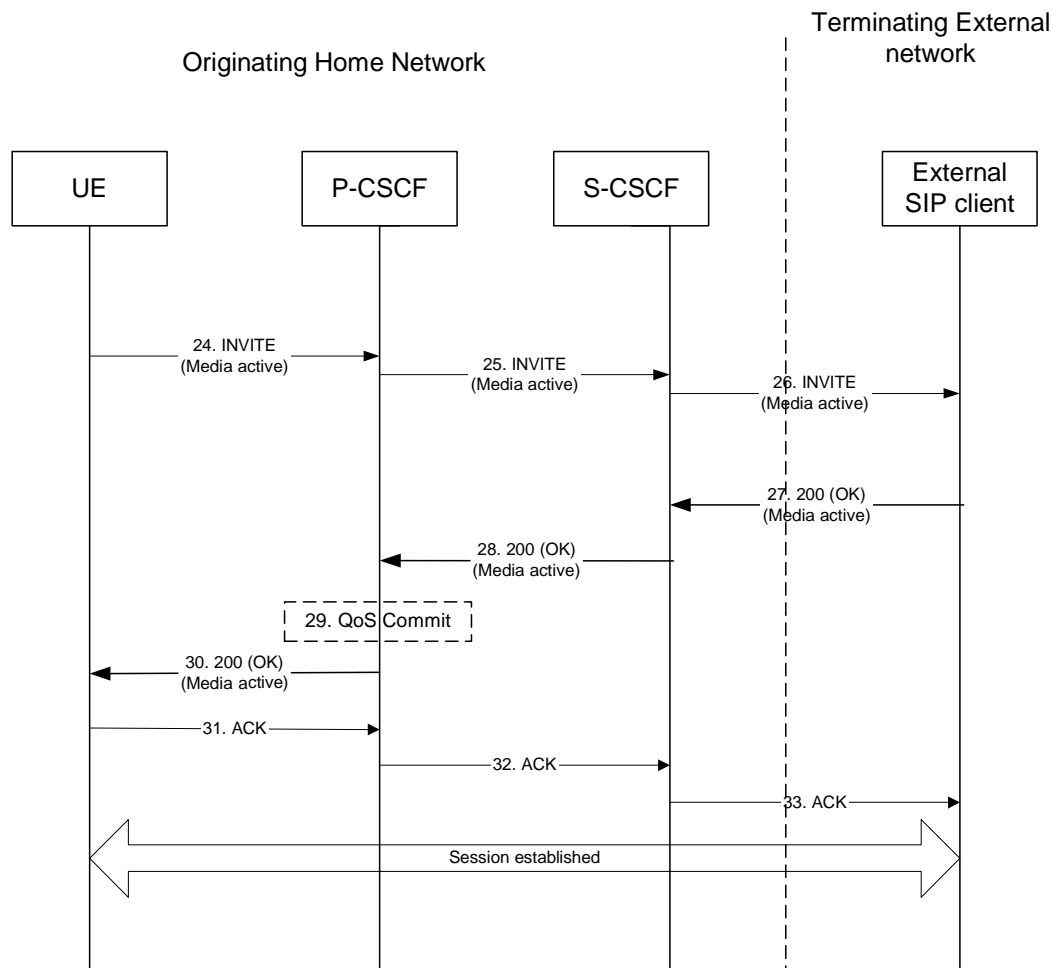 Terminating External
network
Originating Home Network
UE
P-CSCF
S-CSCF
External
SIP client
24. INVITE
(Media active)
25. INVITE
(Media active)
26. INVITE
(Media active)
27. 200 (OK)
(Media active)
28. 200 (OK)
(Media active)
29. QoS Commit
30. 200 (OK)
(Media active)
31. ACK
32. ACK
33. ACK
Session established